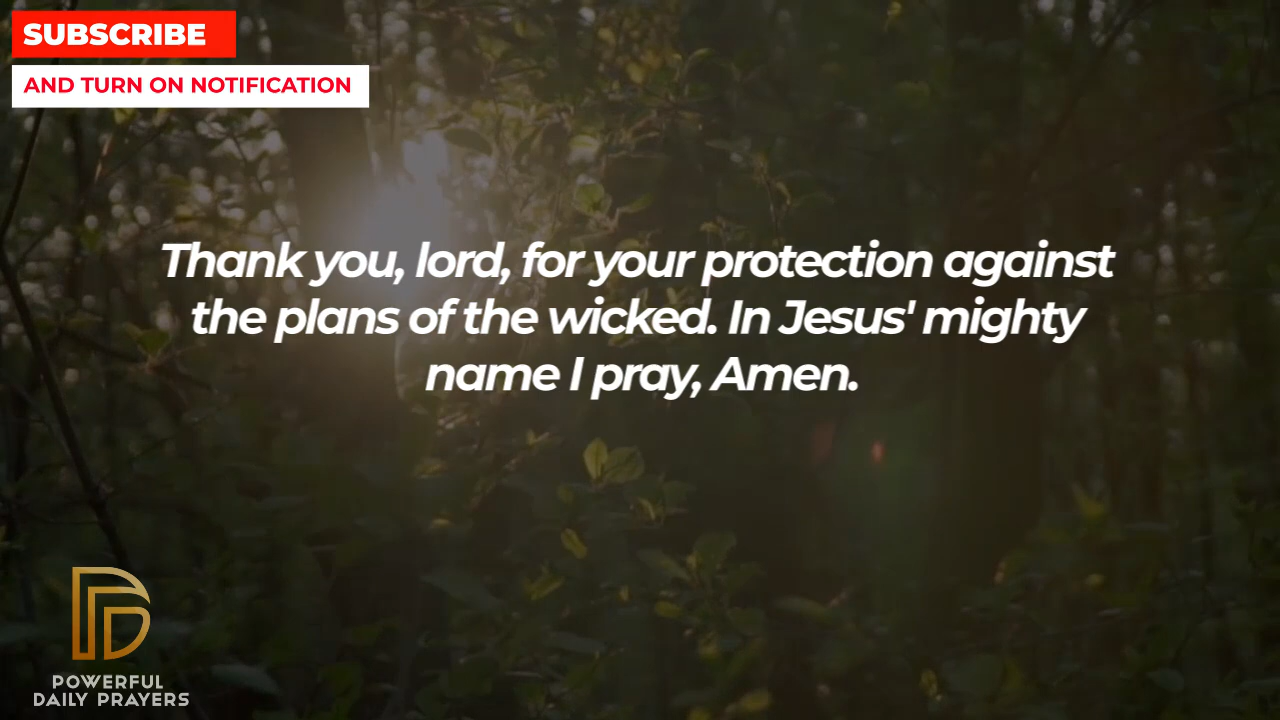 SUBSCRIBE
AND TURN ON NOTIFICATION
Thank you, lord, for your protection against
the plans of the wicked. In Jesus' mighty
name I pray, Amen.
POWERFUL
DAILY PRAYERS